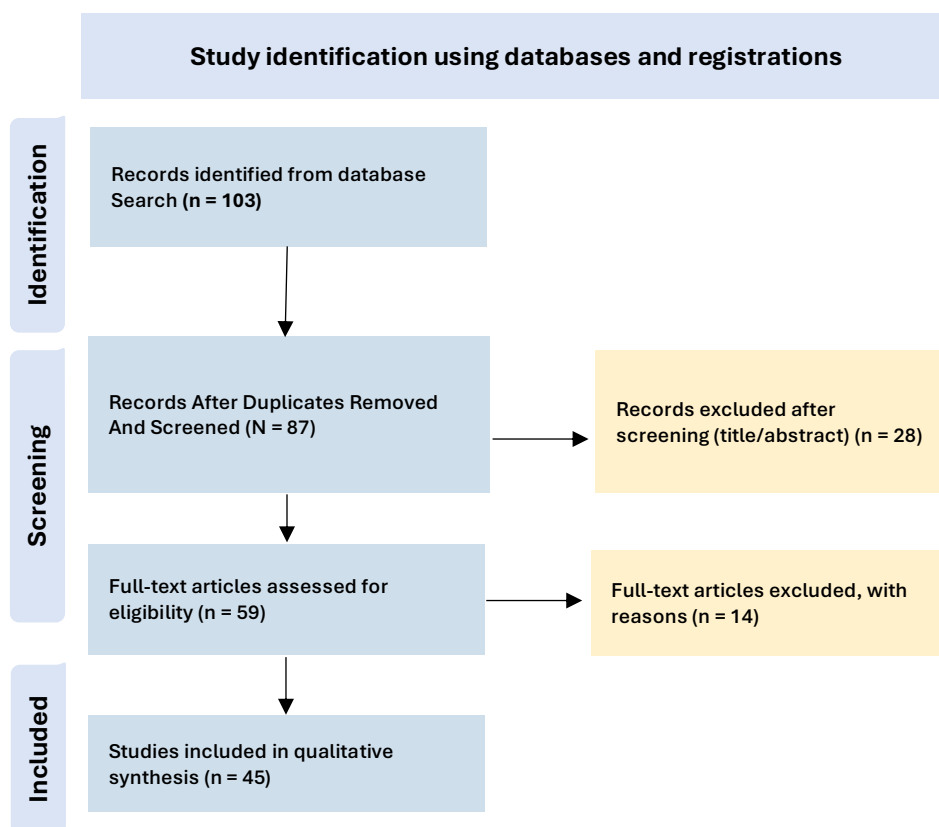 Study identification using databases and registrations
Identification
Records identified from database
Search (n = 103)
Screening
Records After Duplicates Removed
And Screened (N = 87)
Records excluded after
screening (title/abstract) (n = 28)
Full-text articles assessed for
eligibility (n = 59)
Full-text articles excluded, with
reasons (n = 14)
Included
Studies included in qualitative
synthesis (n = 45)